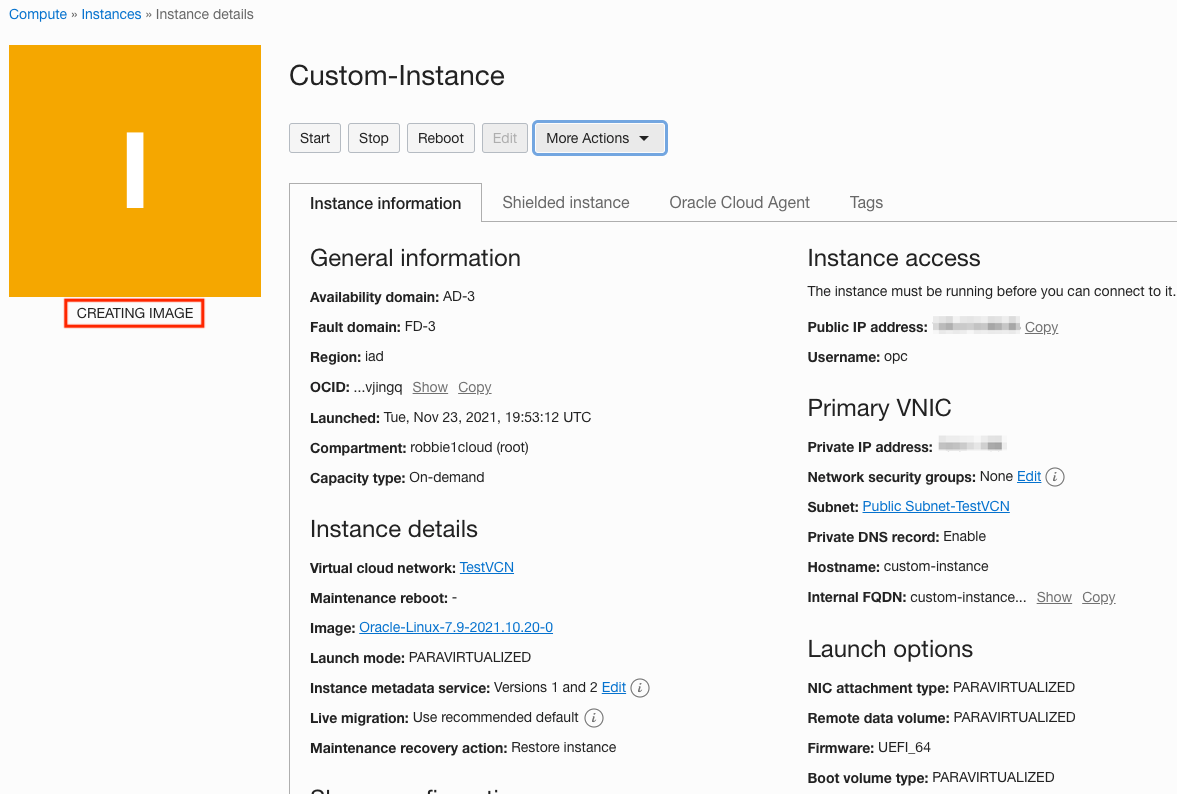 Compute » Instances » Instance details
I
CREATING IMAGE
Custom-Instance
Start Stop Reboot Edit More Actions
Instance information Shielded instance Oracle Cloud Agent Tags
General information
Availability domain: AD-3
Fault domain: FD-3
Region: iad
OCID: ...vjingq Show Copy
Launched: Tue, Nov 23, 2021, 19:53:12 UTC
Compartment: robbie1cloud (root)
Capacity type: On-demand
Instance details
Virtual cloud network: TestVCN
Maintenance reboot: -
Image: Oracle-Linux-7.9-2021.10.20-0
Launch mode: PARAVIRTUALIZED
Instance metadata service: Versions 1 and 2 Edit i
Live migration: Use recommended default i
Maintenance recovery action: Restore instance
Instance access
The instance must be running before you can connect to it.
Public IP address: Copy
Username: opc
Primary VNIC
Private IP address:
Network security groups: None Edit i
Subnet: Public Subnet-TestVCN
Private DNS record: Enable
Hostname: custom-instance
Internal FQDN: custom-instance... Show Copy
Launch options
NIC attachment type: PARAVIRTUALIZED
Remote data volume: PARAVIRTUALIZED
Firmware: UEFI_64
Boot volume type: PARAVIRTUALIZED